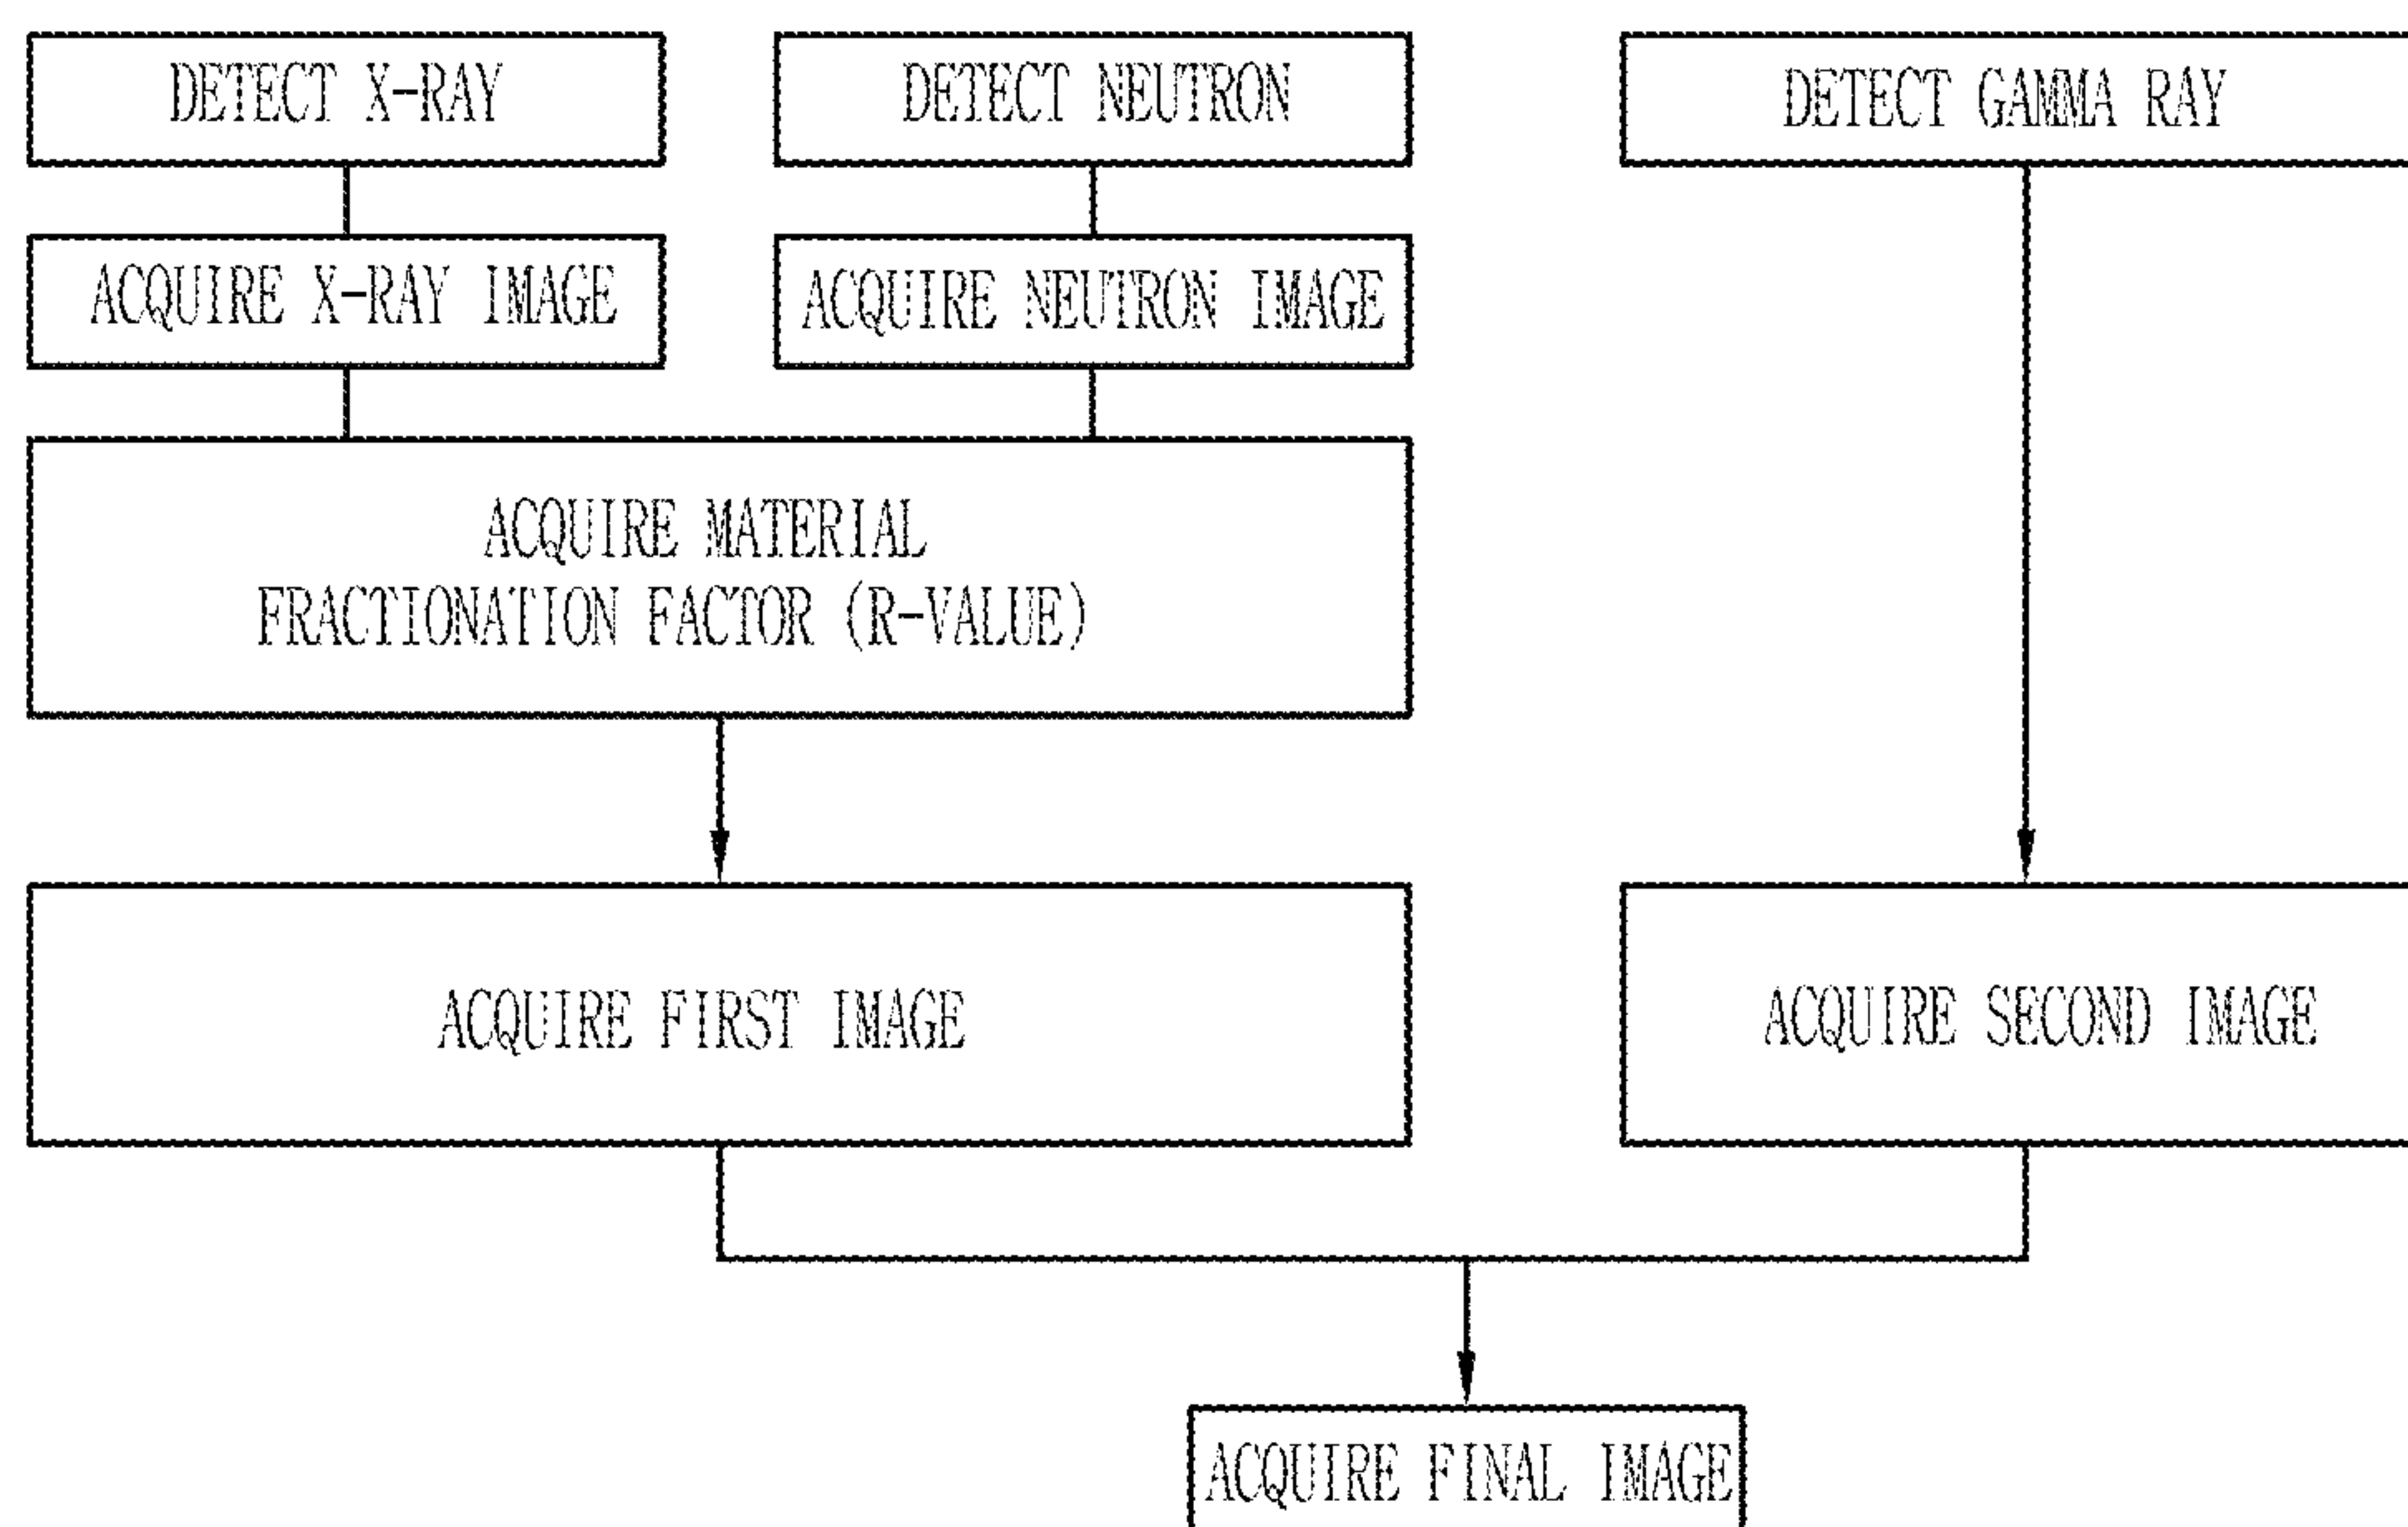 DETECT X-RAY
DETECT NEUTRON
DETECT GAMMA RAY
ACQUIRE X-RAY IMAGE
ACQUIRE NEUTRON IMAGE
ACQUIRE MATERIAL
FRACTIONATION FACTOR (R-VALUE)
ACQUIRE FIRST IMAGE
ACQUIRE SECOND IMAGE
ACQUIRE FINAL IMAGE